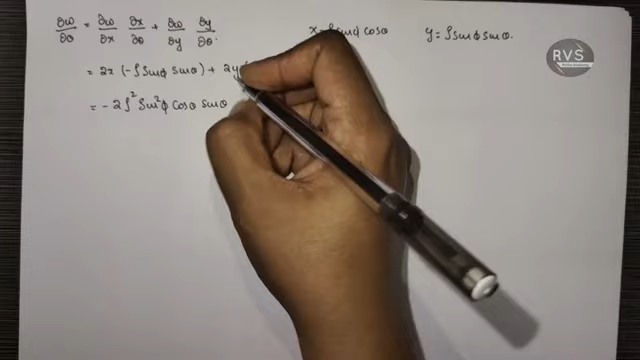 ∂ω/∂θ = ∂ω/∂x ∂x/∂θ + ∂ω/∂y ∂y/∂θ. x = ρ sinϕ cosθ y = ρ sinϕ sinθ.
= 2x (-ρ sinϕ sinθ) + 2y
= -2ρ² sin²ϕ cosθ sinθ
RVS